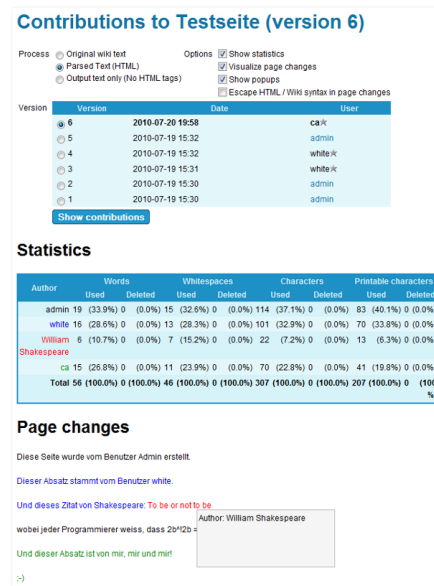 Contributions to Testseite (version 6)
Process Original wiki text Options Show statistics
Parsed Text (HTML) Visualize page changes
Output text only (No HTML tags) Show popups
Escape HTML / Wiki syntax in page changes
Version Version Date User
6 2010-07-20 19:58 ca
5 2010-07-19 15:32 admin
4 2010-07-19 15:32 white
3 2010-07-19 15:31 white
2 2010-07-19 15:30 admin
1 2010-07-19 15:30 admin
Show contributions
Statistics
Author Words Whitespaces Characters Printable characters
Used Deleted Used Deleted Used Deleted Used Deleted
admin 19 (33.9%) 0 (0.0%) 15 (32.6%) 0 (0.0%) 114 (37.1%) 0 (0.0%) 83 (40.1%) 0 (0.0%
white 16 (28.6%) 0 (0.0%) 13 (28.3%) 0 (0.0%) 101 (32.9%) 0 (0.0%) 70 (33.8%) 0 (0.0%
William 6 (10.7%) 0 (0.0%) 7 (15.2%) 0 (0.0%) 22 (7.2%) 0 (0.0%) 13 (6.3%) 0 (0.0%
Shakespeare
ca 15 (26.8%) 0 (0.0%) 11 (23.9%) 0 (0.0%) 70 (22.8%) 0 (0.0%) 41 (19.8%) 0 (0.0%
Total 56 (100.0%) 0 (100.0%) 46 (100.0%) 0 (100.0%) 307 (100.0%) 0 (100.0%) 207 (100.0%) 0 (100
%
Page changes
Diese Seite wurde vom Benutzer Admin erstellt.
Dieser Absatz stammt vom Benutzer white.
Und dieses Zitat von Shakespeare: To be or not to be
wobei jeder Programmierer weiss, dass 2b^!2b =
Author: William Shakespeare
Und dieser Absatz ist von mir, mir und mir!
;-)